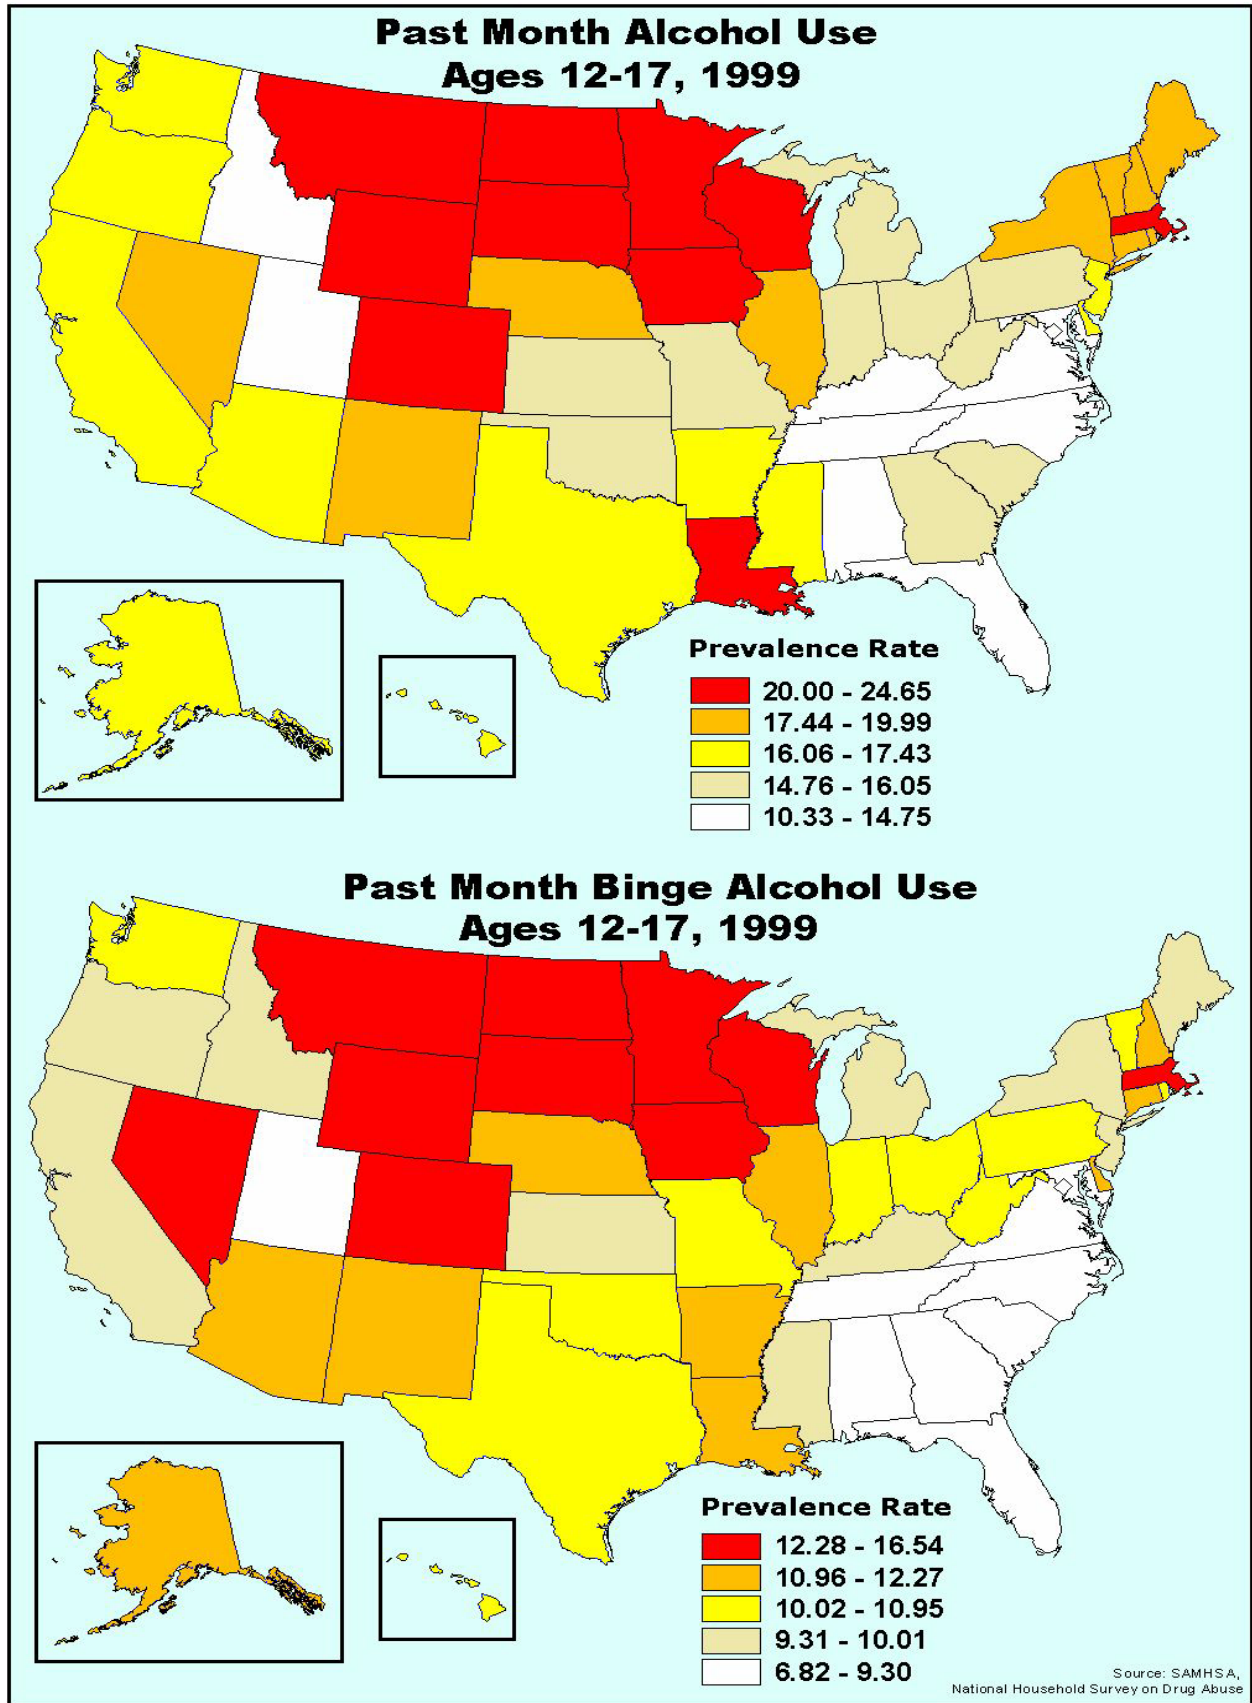 Past Month Alcohol Use
Ages 12-17, 1999
Prevalence Rate
20.00 - 24.65
17.44 - 19.99
16.06 - 17.43
14.76 - 16.05
10.33 - 14.75
Past Month Binge Alcohol Use
Ages 12-17, 1999
Prevalence Rate
12.28 - 16.54
10.96 - 12.27
10.02 - 10.95
9.31 - 10.01
6.82 - 9.30
Source: SAMHSA,
National Household Survey on Drug Abuse